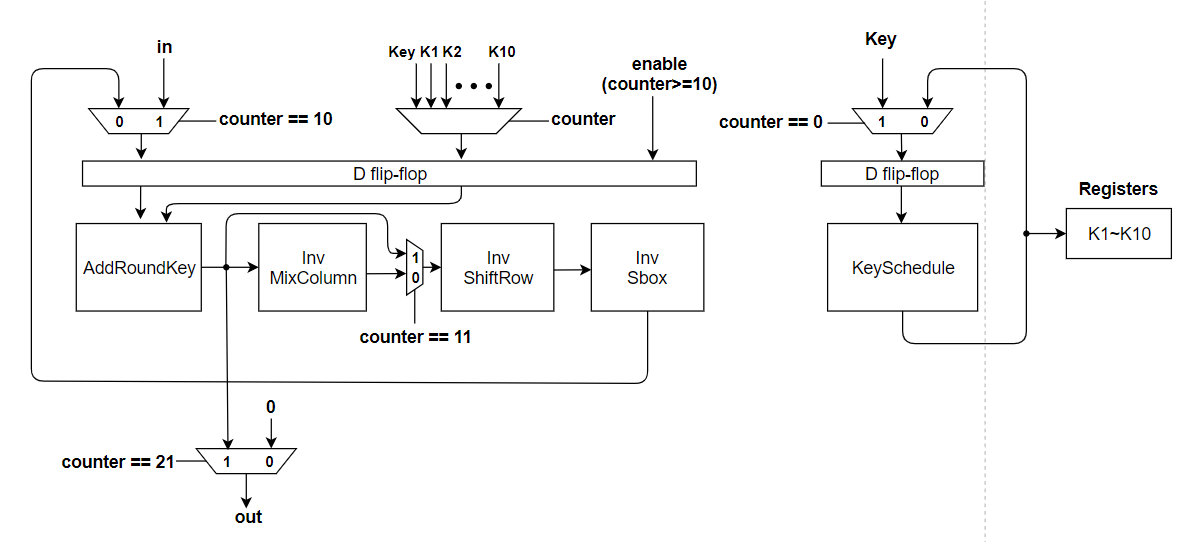 in
Key K1 K2 K10
enable
(counter>=10)
Key
0 1
counter == 10
counter
counter == 0
1 0
D flip-flop
D flip-flop
Registers
K1~K10
AddRoundKey
Inv
MixColumn
1
0
Inv
ShiftRow
Inv
Sbox
KeySchedule
counter == 11
0
counter == 21
1 0
out